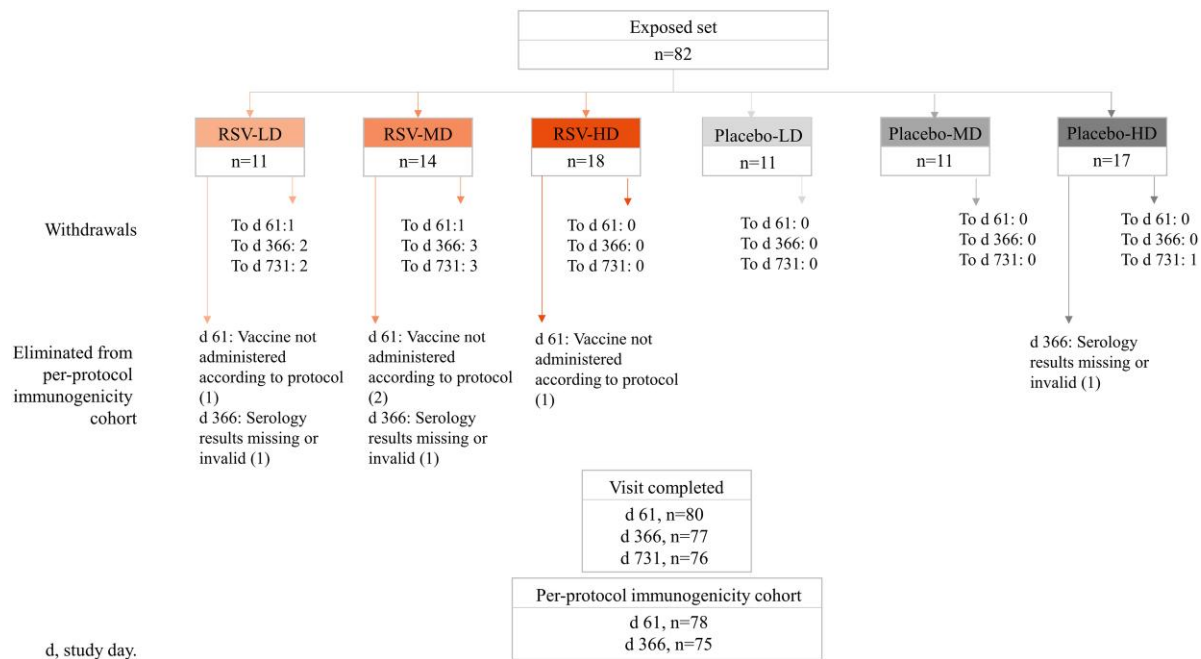 Exposed set
n=82
RSV-LD
n=11
RSV-MD
n=14
RSV-HD
n=18
Placebo-LD
n=11
Placebo-MD
n=11
Placebo-HD
n=17
Withdrawals
To d 61:1
To d 366: 2
To d 731: 2
To d 61:1
To d 366: 3
To d 731: 3
To d 61: 0
To d 366: 0
To d 731: 0
To d 61: 0
To d 366: 0
To d 731: 0
To d 61: 0
To d 366: 0
To d 731: 0
To d 61: 0
To d 366: 0
To d 731: 1
Eliminated from
per-protocol
immunogenicity
cohort
d 61: Vaccine not
administered
according to protocol
(1)
d 366: Serology
results missing or
invalid (1)
d 61: Vaccine not
administered
according to protocol
(2)
d 366: Serology
results missing or
invalid (1)
d 61: Vaccine not
administered
according to protocol
(1)
d 366: Serology
results missing or
invalid (1)
Visit completed
d 61, n=80
d 366, n=77
d 731, n=76
Per-protocol immunogenicity cohort
d 61, n=78
d 366, n=75
d, study day.